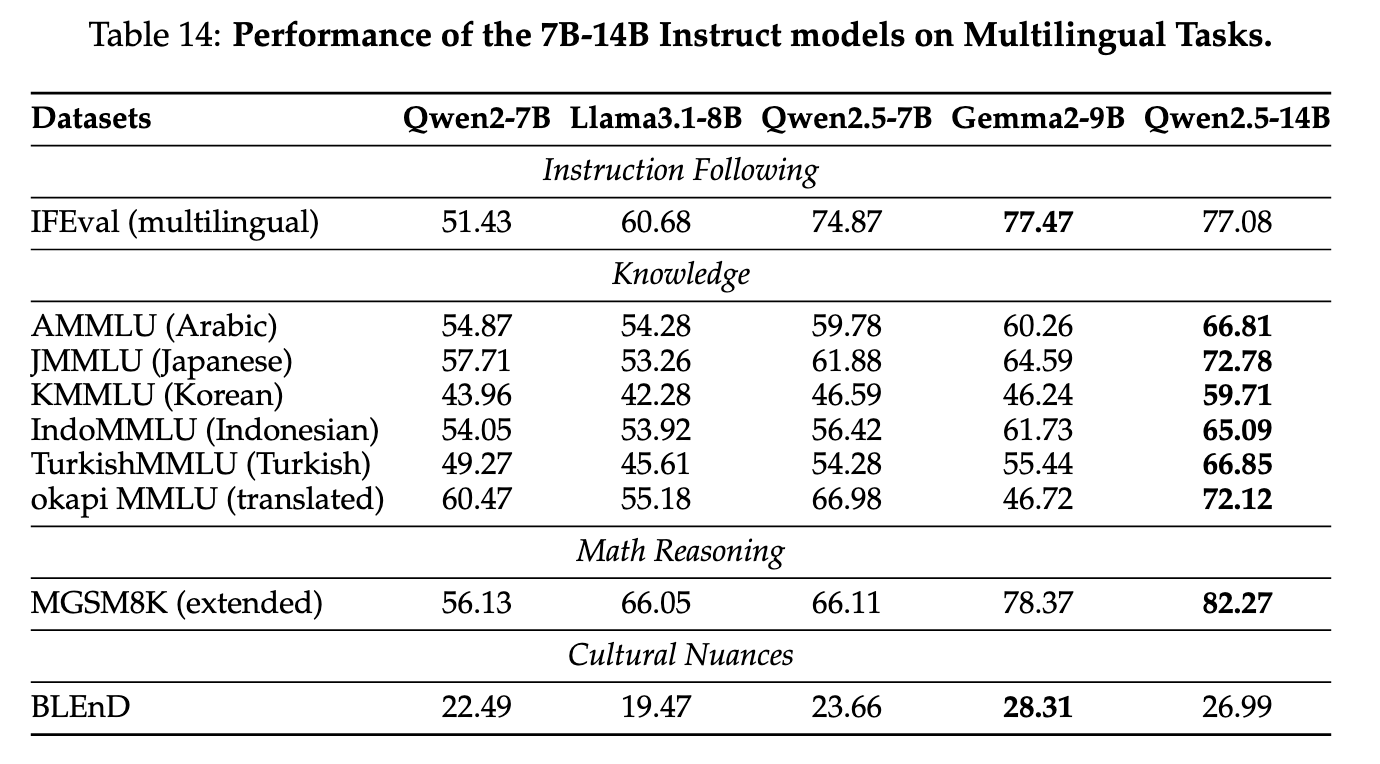 Table 14: Performance of the 7B-14B Instruct models on Multilingual Tasks.
Datasets Qwen2-7B Llama3.1-8B Qwen2.5-7B Gemma2-9B Qwen2.5-14B
Instruction Following
IFEval (multilingual) 51.43 60.68 74.87 77.47 77.08
Knowledge
AMMLU (Arabic) 54.87 54.28 59.78 60.26 66.81
JMMLU (Japanese) 57.71 53.26 61.88 64.59 72.78
KMMLU (Korean) 43.96 42.28 46.59 46.24 59.71
IndoMMLU (Indonesian) 54.05 53.92 56.42 61.73 65.09
TurkishMMLU (Turkish) 49.27 45.61 54.28 55.44 66.85
okapi MMLU (translated) 60.47 55.18 66.98 46.72 72.12
Math Reasoning
MGSM8K (extended) 56.13 66.05 66.11 78.37 82.27
Cultural Nuances
BLEnD 22.49 19.47 23.66 28.31 26.99